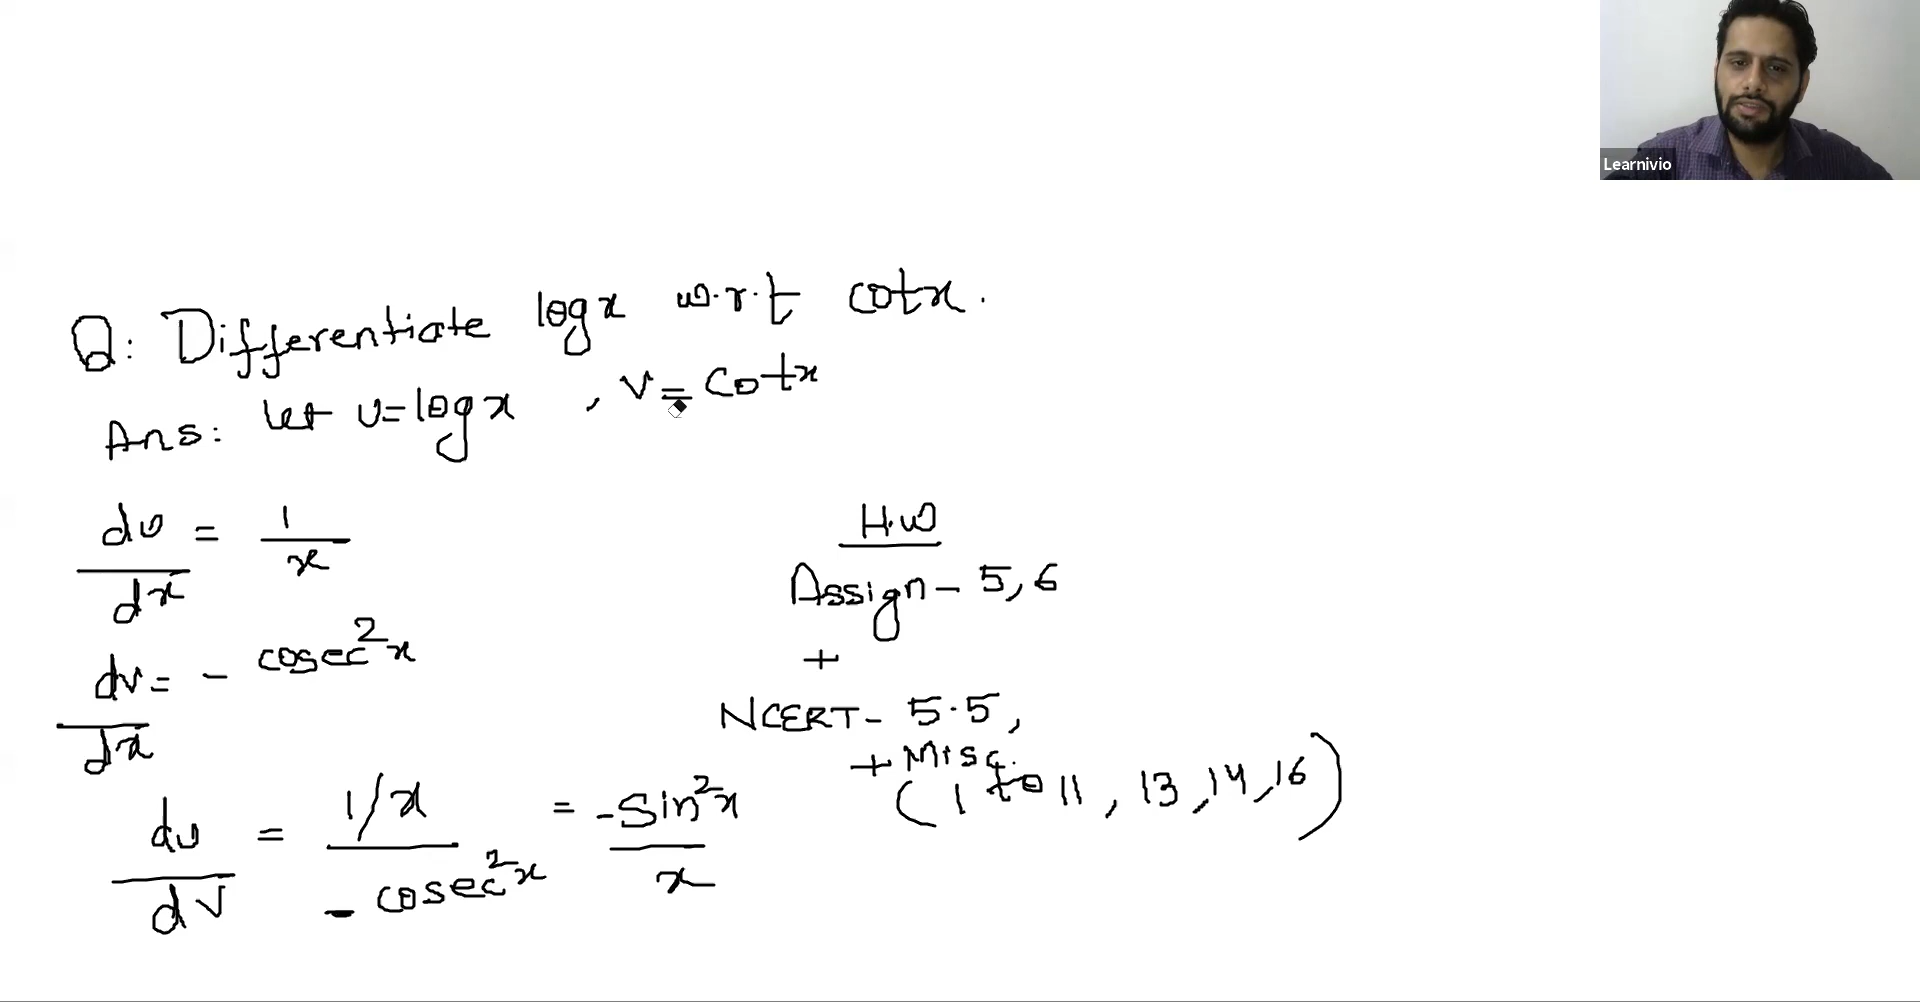 Learnivio
Q: Differentiate log x w.r.t cot x.
Ans: let u = log x , v = cot x
du/dx = 1/x
dv/dx = - cosec²x
du/dv = (1/x)/(- cosec²x) = -sin²x/x
H.W
Assign - 5, 6
+
NCERT - 5.5,
+ Misc.
( 1 to 11, 13, 14, 16 )